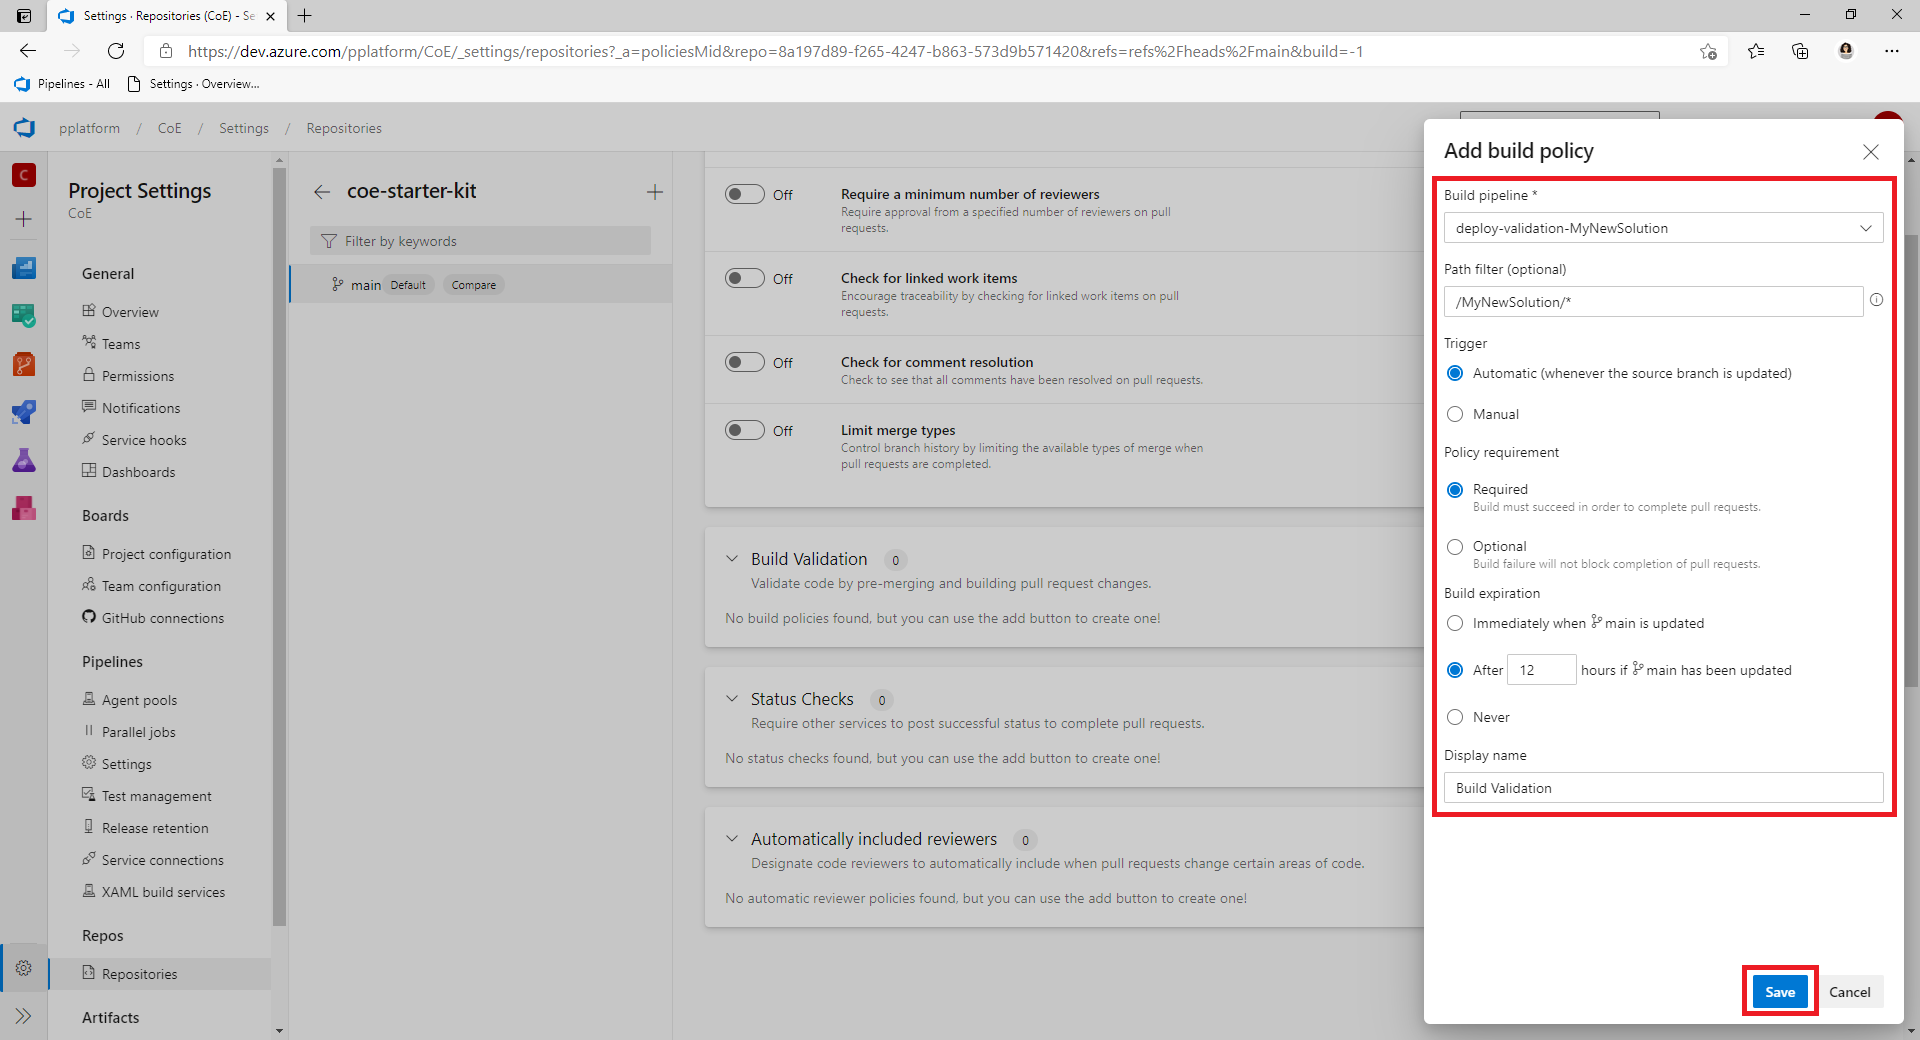 Settings · Repositories (CoE) - Se
https://dev.azure.com/pplatform/CoE/_settings/repositories?_a=policiesMid&repo=8a197d89-f265-4247-b863-573d9b571420&refs=refs%2Fheads%2Fmain&build=-1
Pipelines - All
Settings · Overview...
pplatform / CoE / Settings / Repositories
C
Project Settings
CoE
General
Overview
Teams
Permissions
Notifications
Service hooks
Dashboards
Boards
Project configuration
Team configuration
GitHub connections
Pipelines
Agent pools
Parallel jobs
Settings
Test management
Release retention
Service connections
XAML build services
Repos
Repositories
Artifacts
coe-starter-kit
Filter by keywords
main Default Compare
Off Require a minimum number of reviewers
Require approval from a specified number of reviewers on pull
requests.
Off Check for linked work items
Encourage traceability by checking for linked work items on pull
requests.
Off Check for comment resolution
Check to see that all comments have been resolved on pull requests.
Off Limit merge types
Control branch history by limiting the available types of merge when
pull requests are completed.
Build Validation 0
Validate code by pre-merging and building pull request changes.
No build policies found, but you can use the add button to create one!
Status Checks 0
Require other services to post successful status to complete pull requests.
No status checks found, but you can use the add button to create one!
Automatically included reviewers 0
Designate code reviewers to automatically include when pull requests change certain areas of code.
No automatic reviewer policies found, but you can use the add button to create one!
Add build policy
Build pipeline *
deploy-validation-MyNewSolution
Path filter (optional)
/MyNewSolution/*
Trigger
Automatic (whenever the source branch is updated)
Manual
Policy requirement
Required
Build must succeed in order to complete pull requests.
Optional
Build failure will not block completion of pull requests.
Build expiration
Immediately when main is updated
After 12 hours if main has been updated
Never
Display name
Build Validation
Save Cancel